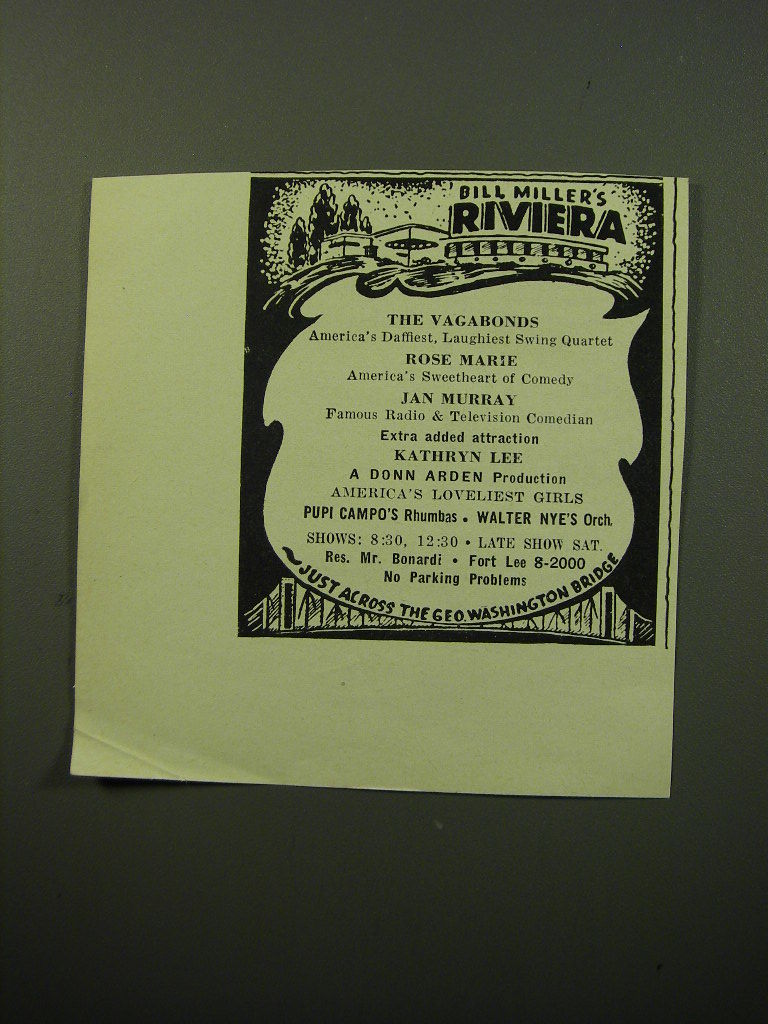 BILL MILLER'S
RIVIERA
THE VAGABONDS
America's Daffiest, Laughiest Swing Quartet
ROSE MARIE
America's Sweetheart of Comedy
JAN MURRAY
Famous Radio & Television Comedian
Extra added attraction
KATHRYN LEE
A DONN ARDEN Production
AMERICA'S LOVELIEST GIRLS
PUPI CAMPO'S Rhumbas • WALTER NYE'S Orch.
SHOWS: 8:30, 12:30 • LATE SHOW SAT.
Res. Mr. Bonardi • Fort Lee 8-2000
No Parking Problems
~JUST ACROSS THE GEO. WASHINGTON BRIDGE